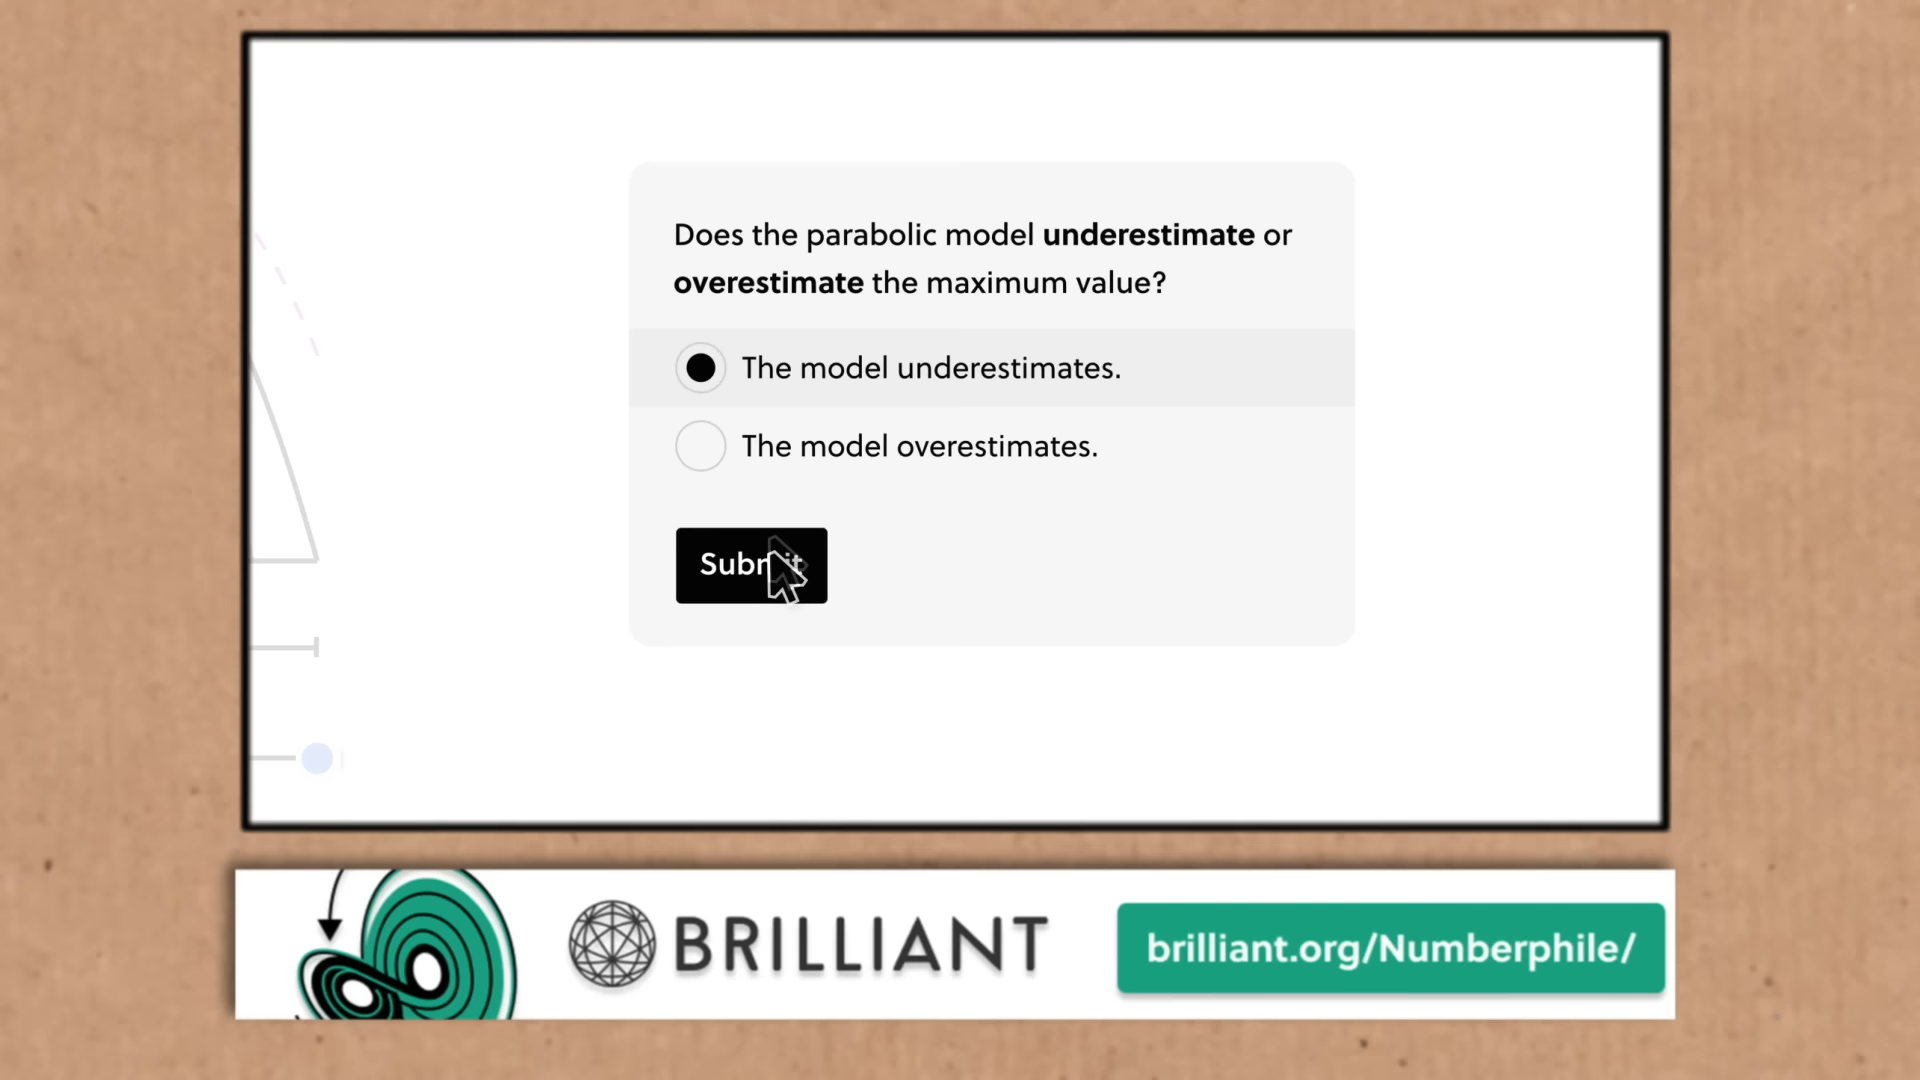 Does the parabolic model underestimate or
overestimate the maximum value?
The model underestimates.
The model overestimates.
Submit
BRILLIANT
brilliant.org/Numberphile/